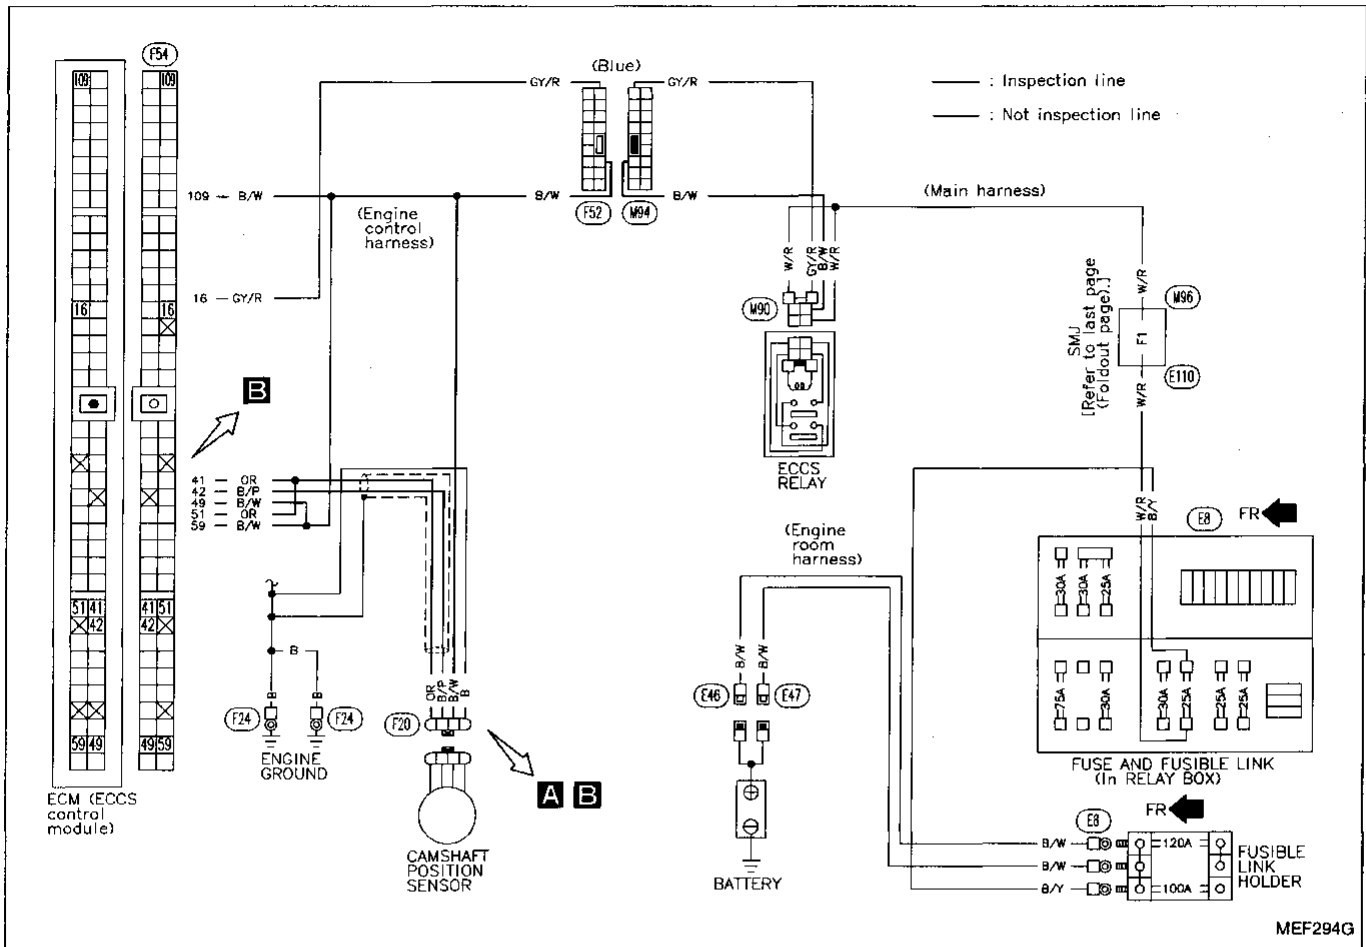 F54
109
109
(Blue)
GY/R
GY/R
: Inspection line
: Not inspection line
109
B/W
B/W
F52
M94
B/W
(Main harness)
(Engine
control
harness)
W/R
GY/R
B/W
W/R
W/R
16
GY/R
16
16
M90
M96
SMJ
[Refer to last page
(Foldout page).]
F1
E110
W/R
B
ECCS
RELAY
41
OR
42
B/P
49
B/W
51
OR
59
B/W
W/R
B/Y
E8
FR
(Engine
room
harness)
30A
30A
25A
51
41
41
51
42
42
B
B/W
B/W
OR
B/P
B/W
B
B
B
E46
E47
75A
30A
30A
25A
25A
25A
F24
F24
F20
59
49
49
59
ENGINE
GROUND
FUSE AND FUSIBLE LINK
(In RELAY BOX)
A
B
ECM (ECCS
control
module)
FR
E8
CAMSHAFT
POSITION
SENSOR
BATTERY
B/W
120A
B/W
B/Y
100A
FUSIBLE
LINK
HOLDER
MEF294G